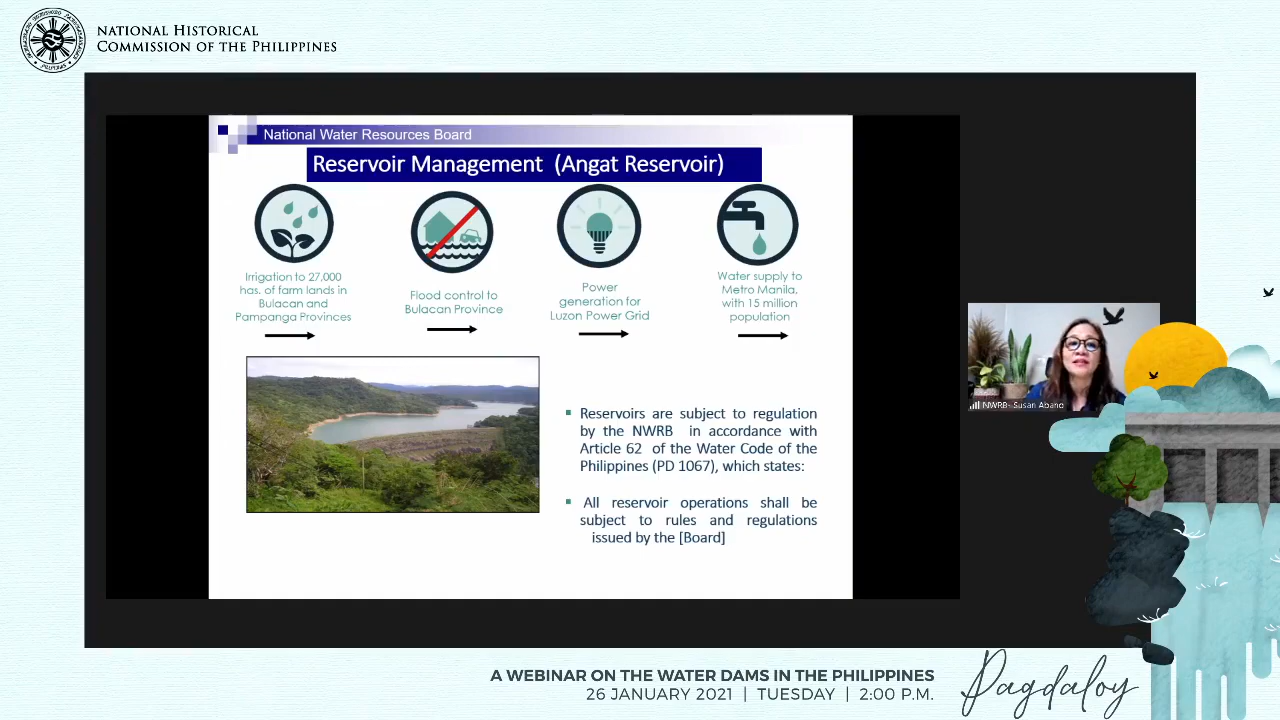 NATIONAL HISTORICAL
COMMISSION OF THE PHILIPPINES
National Water Resources Board
Reservoir Management (Angat Reservoir)
Irrigation to 27,000
has. of farm lands in
Bulacan and
Pampanga Provinces
Flood control to
Bulacan Province
Power
generation for
Luzon Power Grid
Water supply to
Metro Manila,
with 15 million
population
Reservoirs are subject to regulation
by the NWRB in accordance with
Article 62 of the Water Code of the
Philippines (PD 1067), which states:
All reservoir operations shall be
subject to rules and regulations
issued by the [Board]
NWRB- Susan Abano
A WEBINAR ON THE WATER DAMS IN THE PHILIPPINES
26 JANUARY 2021 | TUESDAY | 2:00 P.M.
Pagdaloy